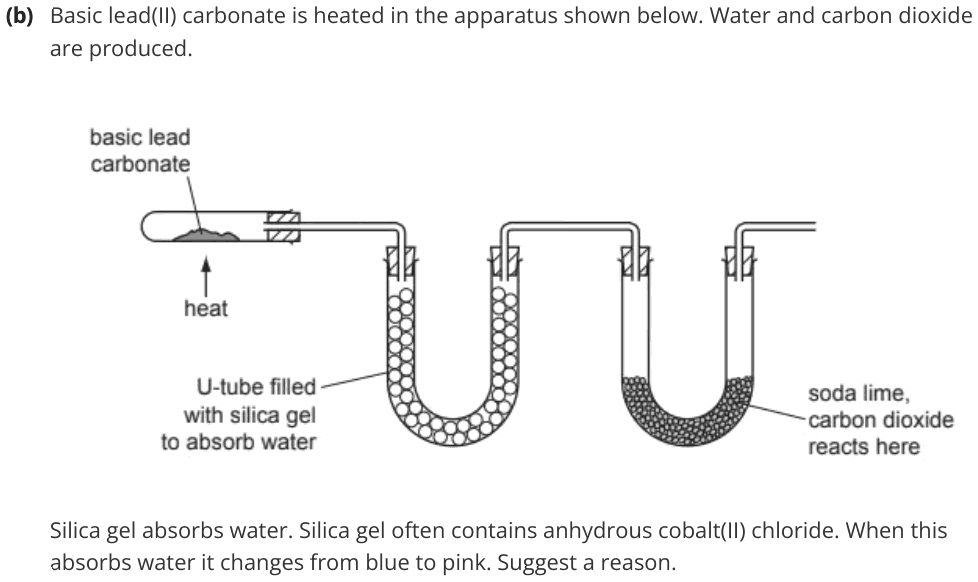 (b) Basic lead(II) carbonate is heated in the apparatus shown below. Water and carbon dioxide
are produced.
basic lead
carbonate
heat
U-tube filled
with silica gel
to absorb water
soda lime,
carbon dioxide
reacts here
Silica gel absorbs water. Silica gel often contains anhydrous cobalt(II) chloride. When this
absorbs water it changes from blue to pink. Suggest a reason.